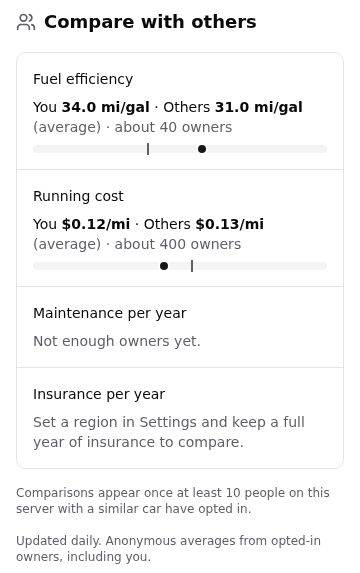 Compare with others
Fuel efficiency
You 34.0 mi/gal · Others 31.0 mi/gal
(average) · about 40 owners
Running cost
You $0.12/mi · Others $0.13/mi
(average) · about 400 owners
Maintenance per year
Not enough owners yet.
Insurance per year
Set a region in Settings and keep a full
year of insurance to compare.
Comparisons appear once at least 10 people on this
server with a similar car have opted in.
Updated daily. Anonymous averages from opted-in
owners, including you.